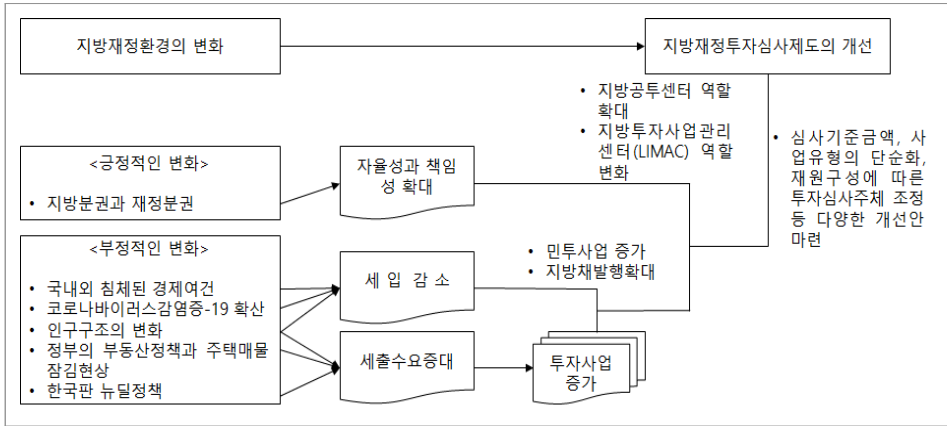 지방재정환경의 변화
지방재정투자심사제도의 개선
• 지방공투센터 역할
확대
• 지방투자사업관리
센터(LIMAC) 역할
변화
• 심사기준금액, 사
업유형의 단순화,
재원구성에 따른
투자심사주체 조정
등 다양한 개선안
마련
<긍정적인 변화>
• 지방분권과 재정분권
자율성과 책임
성 확대
<부정적인 변화>
• 국내외 침체된 경제여건
• 코로나바이러스감염증-19 확산
• 인구구조의 변화
• 정부의 부동산정책과 주택매물
잠김현상
• 한국판 뉴딜정책
세 입 감 소
• 민투사업 증가
• 지방채발행확대
세출수요증대
투자사업
증가